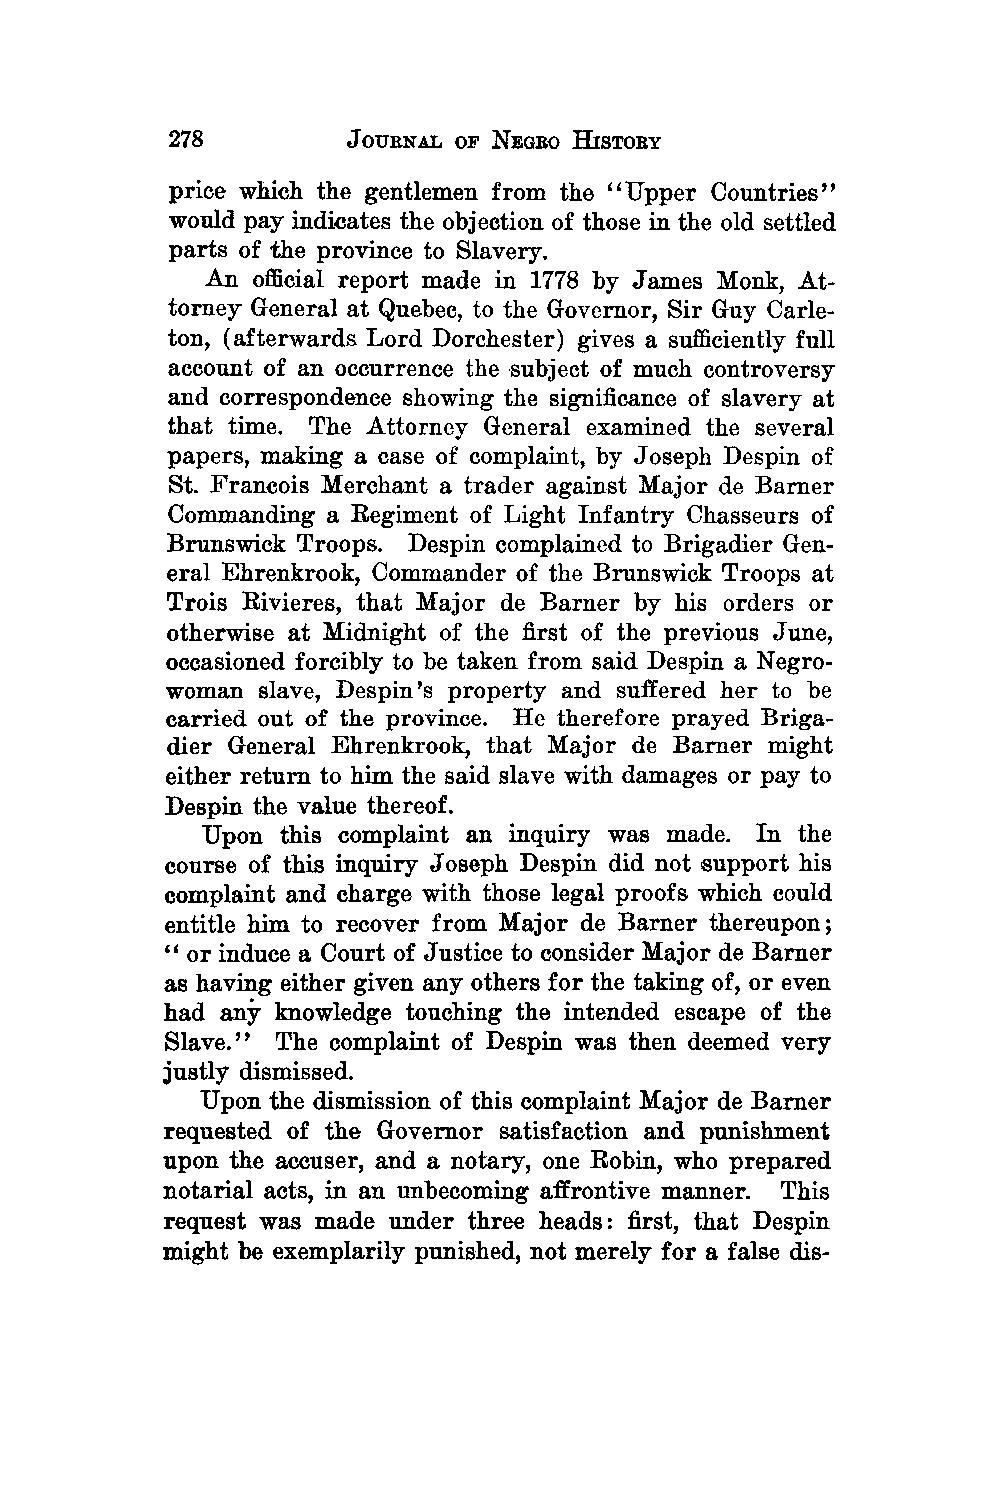 278 JOURNAL OF NEGRO HISTORY
price which the gentlemen from the "Upper Countries"
would pay indicates the objection of those in the old settled
parts of the province to Slavery.
An official report made in 1778 by James Monk, At-
torney General at Quebec, to the Governor, Sir Guy Carle-
ton, (afterwards Lord Dorchester) gives a sufficiently full
account of an occurrence the subject of much controversy
and correspondence showing the significance of slavery at
that time. The Attorney General examined the several
papers, making a case of complaint, by Joseph Despin of
St. Francois Merchant a trader against Major de Barner
Commanding a Regiment of Light Infantry Chasseurs of
Brunswick Troops. Despin complained to Brigadier Gen-
eral Ehrenkrook, Commander of the Brunswick Troops at
Trois Rivieres, that Major de Barner by his orders or
otherwise at Midnight of the first of the previous June,
occasioned forcibly to be taken from said Despin a Negro-
woman slave, Despin's property and suffered her to be
carried out of the province. He therefore prayed Briga-
dier General Ehrenkrook, that Major de Barner might
either return to him the said slave with damages or pay to
Despin the value thereof.
Upon this complaint an inquiry was made. In the
course of this inquiry Joseph Despin did not support his
complaint and charge with those legal proofs which could
entitle him to recover from Major de Barner thereupon;
" or induce a Court of Justice to consider Major de Barner
as having either given any others for the taking of, or even
had any knowledge touching the intended escape of the
Slave." The complaint of Despin was then deemed very
justly dismissed.
Upon the dismission of this complaint Major de Barner
requested of the Governor satisfaction and punishment
upon the accuser, and a notary, one Robin, who prepared
notarial acts, in an unbecoming affrontive manner. This
request was made under three heads: first, that Despin
might be exemplarily punished, not merely for a false dis-